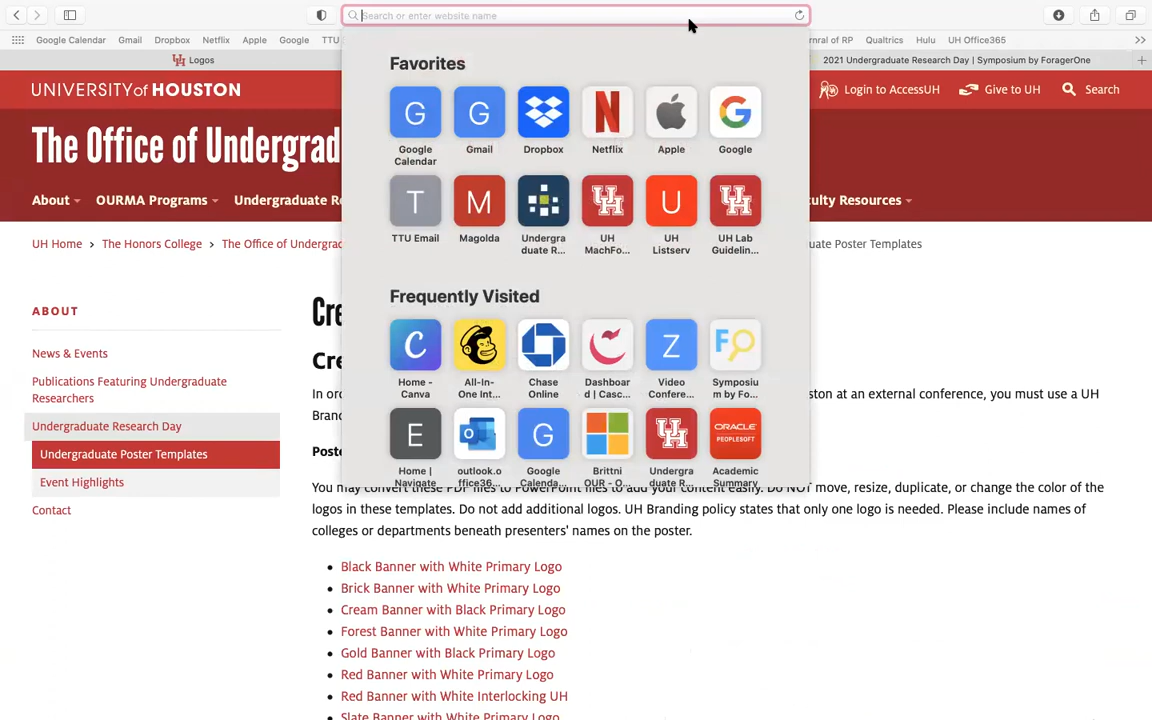 Search or enter website name
Google Calendar Gmail Dropbox Netflix Apple Google TTU
nral of RP Qualtrics Hulu UH Office365
Logos
2021 Undergraduate Research Day | Symposium by ForagerOne
UNIVERSITY of HOUSTON
Login to AccessUH Give to UH Search
The Office of Undergrad
About OURMA Programs Undergraduate Re
culty Resources
UH Home > The Honors College > The Office of Undergradu
uate Poster Templates
ABOUT
News & Events
Publications Featuring Undergraduate
Researchers
Undergraduate Research Day
Undergraduate Poster Templates
Event Highlights
Contact
Favorites
Google Calendar
Gmail
Dropbox
Netflix
Apple
Google
TTU Email
Magolda
Undergra duate R...
UH MachFo...
UH Listserv
UH Lab Guidelin...
Frequently Visited
Home - Canva
All-In- One Int...
Chase Online
Dashboar d | Casc...
Video Confere...
Symposiu m by Fo...
Home | Navigate
outlook.o ffice36...
Google Calenda...
Brittni OUR - O...
Undergra duate R...
ORACLE PEOPLESOFT
Academic Summary
Cre
Cre
In ord
ston at an external conference, you must use a UH
Bran
Poste
You may convert these PDF files to PowerPoint files to add your content easily. Do NOT move, resize, duplicate, or change the color of the
logos in these templates. Do not add additional logos. UH Branding policy states that only one logo is needed. Please include names of
colleges or departments beneath presenters' names on the poster.
Black Banner with White Primary Logo
Brick Banner with White Primary Logo
Cream Banner with Black Primary Logo
Forest Banner with White Primary Logo
Gold Banner with Black Primary Logo
Red Banner with White Primary Logo
Red Banner with White Interlocking UH
Slate Banner with White Primary Logo